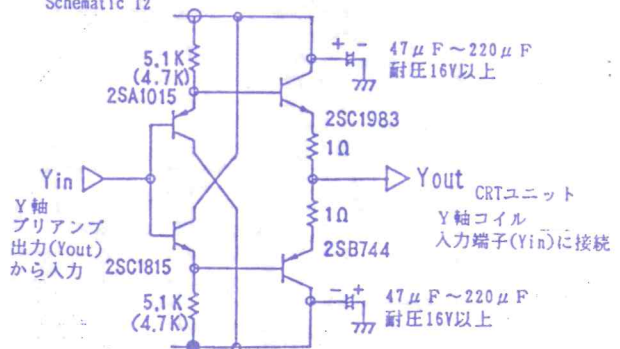 Schematic 12
5.1K
(4.7K)
2SA1015
47μF～220μF
耐圧16V以上
2SC1983
1Ω
Yin
Yout
CRTユニット
Y軸コイル
入力端子(Yin)に接続
Y軸
プリアンプ
出力(Yout)
から入力
1Ω
2SB744
2SC1815
5.1K
(4.7K)
47μF～220μF
耐圧16V以上